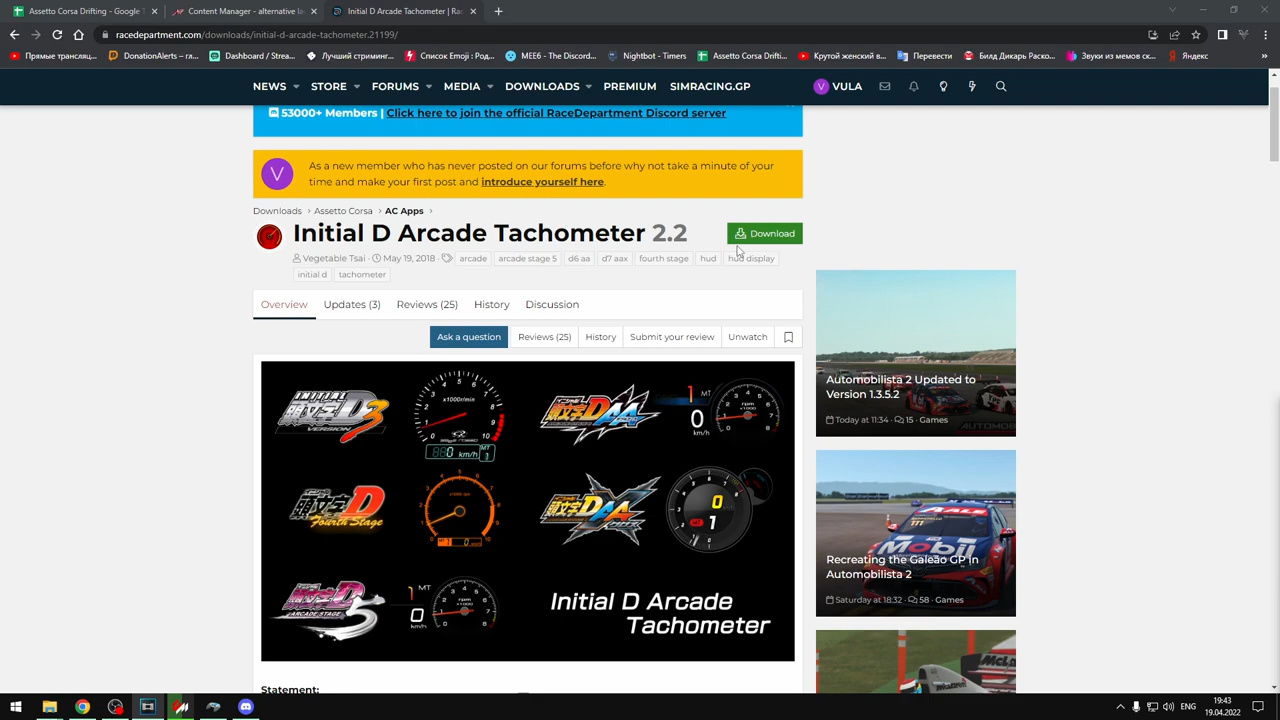 Assetto Corsa Drifting - Google T
Content Manager - alternative la
Initial D Arcade Tachometer | Rac
racedepartment.com/downloads/initial-d-arcade-tachometer.21199/
Прямые трансляц...
DonationAlerts – гл...
Dashboard / Strea...
Лучший стриминг...
Список Emoji : Po...
MEE6 - The Discord...
Nightbot - Timers
Assetto Corsa Drifti...
Крутой женский в...
Перевести
Билд Диарих Раско...
Звуки из мемов ск...
Яндекс
NEWS
STORE
FORUMS
MEDIA
DOWNLOADS
PREMIUM
SIMRACING.GP
V VULA
53000+ Members | Click here to join the official RaceDepartment Discord server
V
As a new member who has never posted on our forums before why not take a minute of your
time and make your first post and introduce yourself here.
Downloads > Assetto Corsa > AC Apps >
Initial D Arcade Tachometer 2.2
Download
Vegetable Tsai
May 19, 2018
arcade
arcade stage 5
d6 aa
d7 aax
fourth stage
hud
hud display
initial d
tachometer
Overview
Updates (3)
Reviews (25)
History
Discussion
Ask a question
Reviews (25)
History
Submit your review
Unwatch
Initial D Arcade
Tachometer
Statement:
Automobilista 2 Updated to
Version 1.3.5.2
Today at 11:34 · 15 · Games
Recreating the Galeão GP in
Automobilista 2
Saturday at 18:32 · 58 · Games
ENG
19:43
19.04.2022